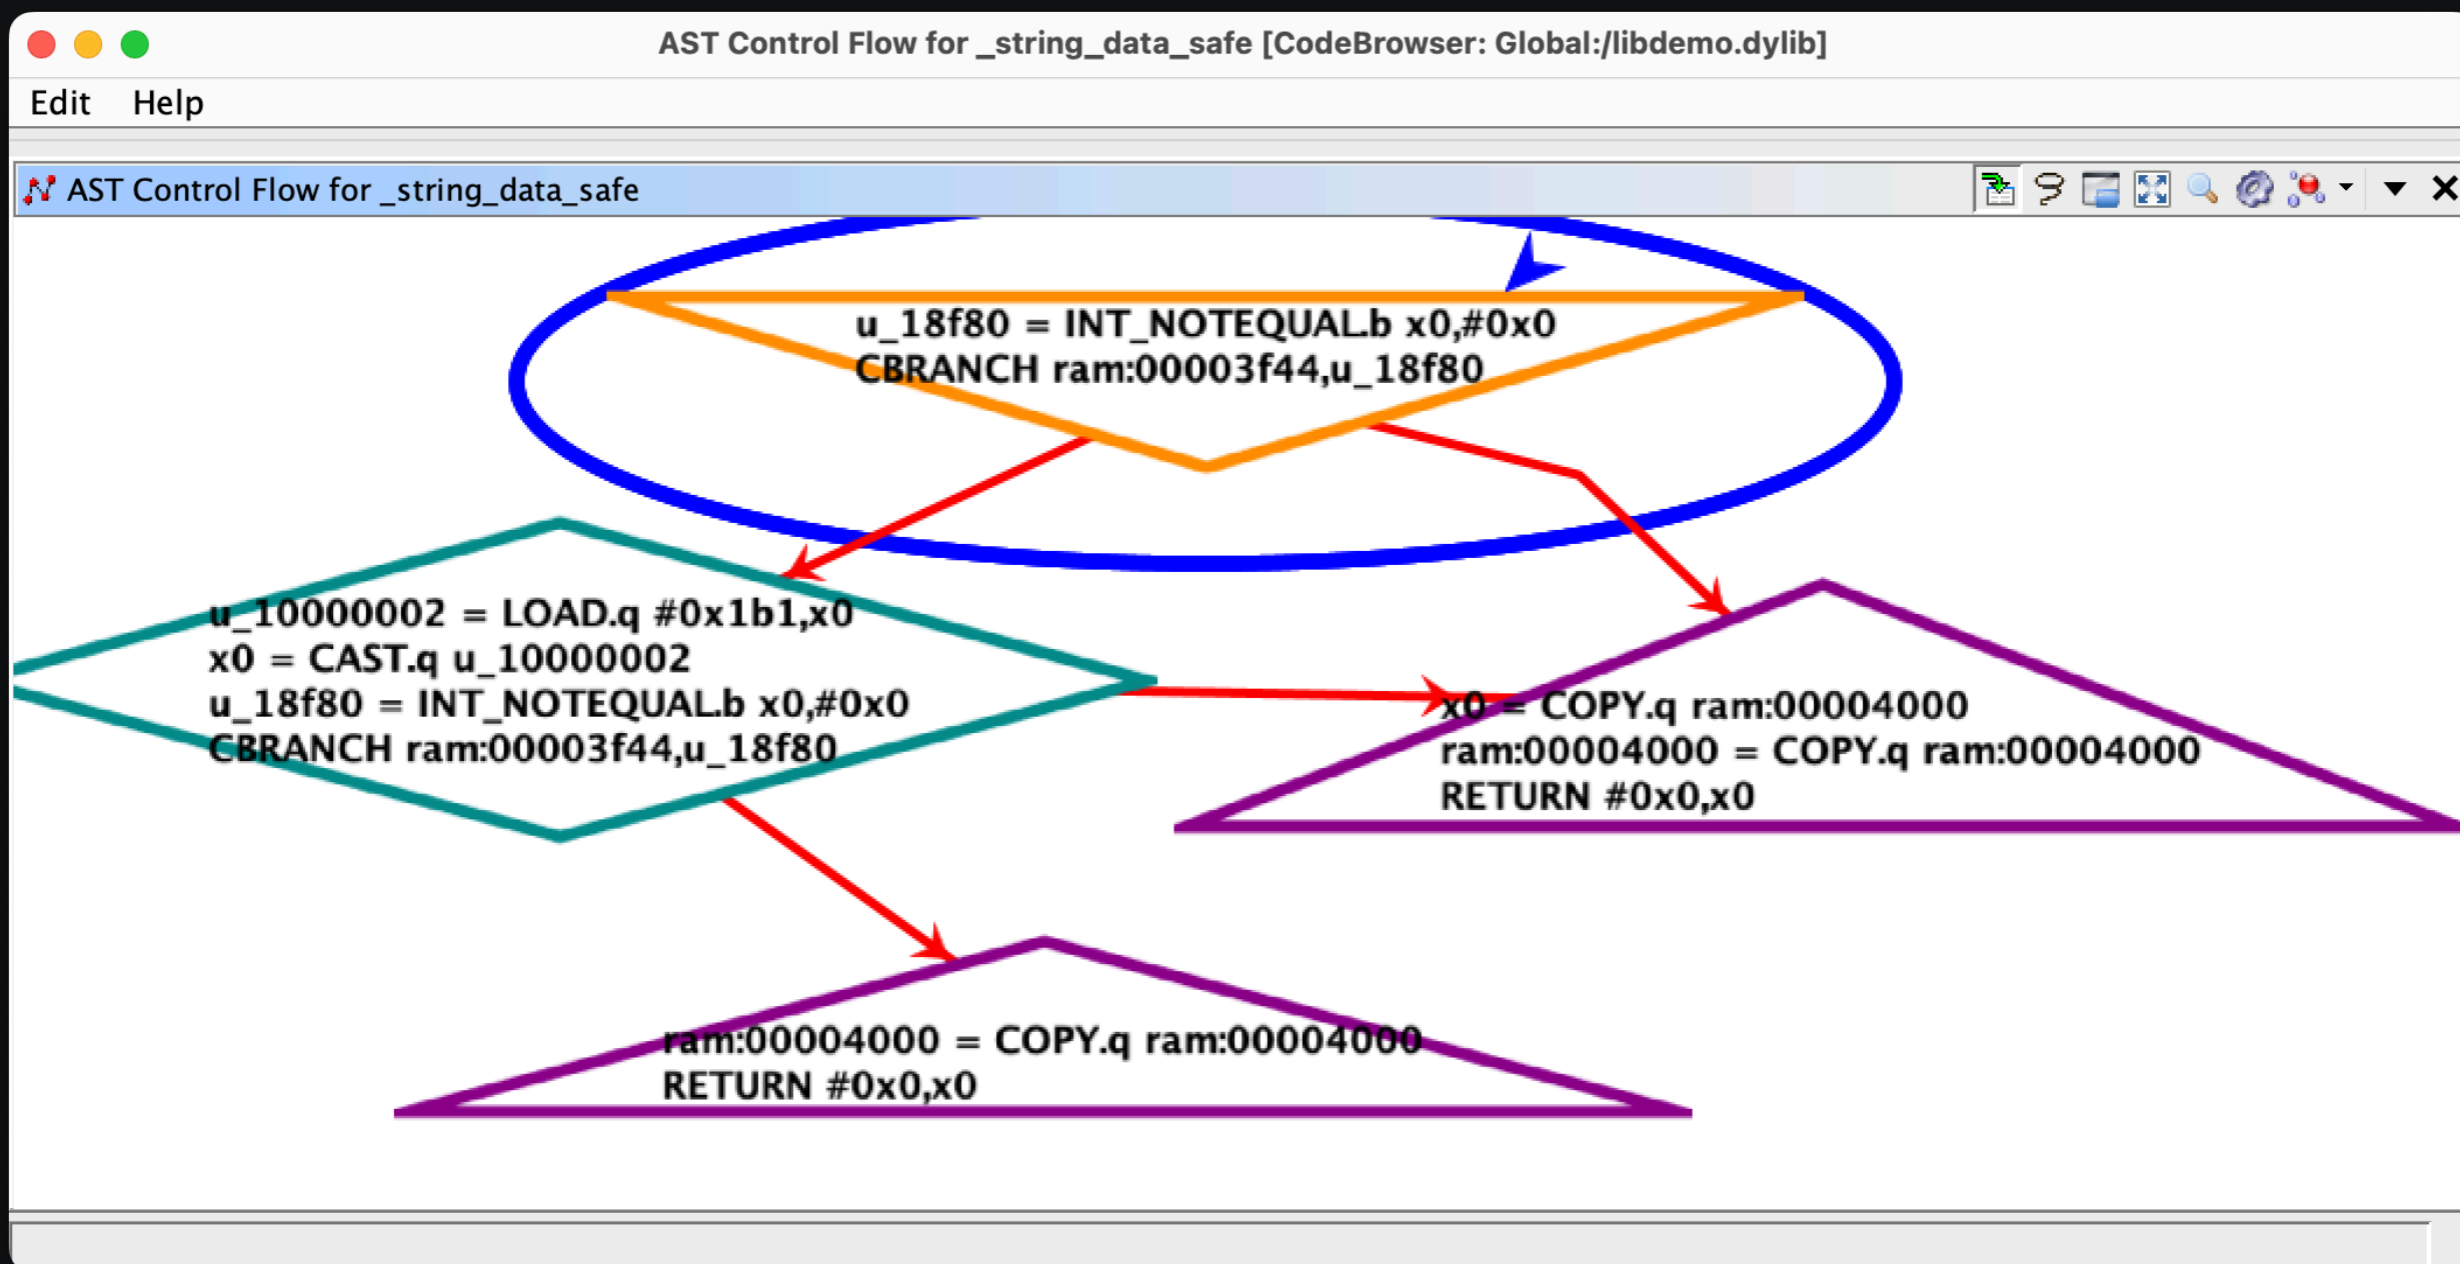 AST Control Flow for _string_data_safe [CodeBrowser: Global:/libdemo.dylib]
Edit Help
AST Control Flow for _string_data_safe
u_18f80 = INT_NOTEQUAL.b x0,#0x0
CBRANCH ram:00003f44,u_18f80
u_10000002 = LOAD.q #0x1b1,x0
x0 = CAST.q u_10000002
u_18f80 = INT_NOTEQUAL.b x0,#0x0
CBRANCH ram:00003f44,u_18f80
x0 = COPY.q ram:00004000
ram:00004000 = COPY.q ram:00004000
RETURN #0x0,x0
ram:00004000 = COPY.q ram:00004000
RETURN #0x0,x0